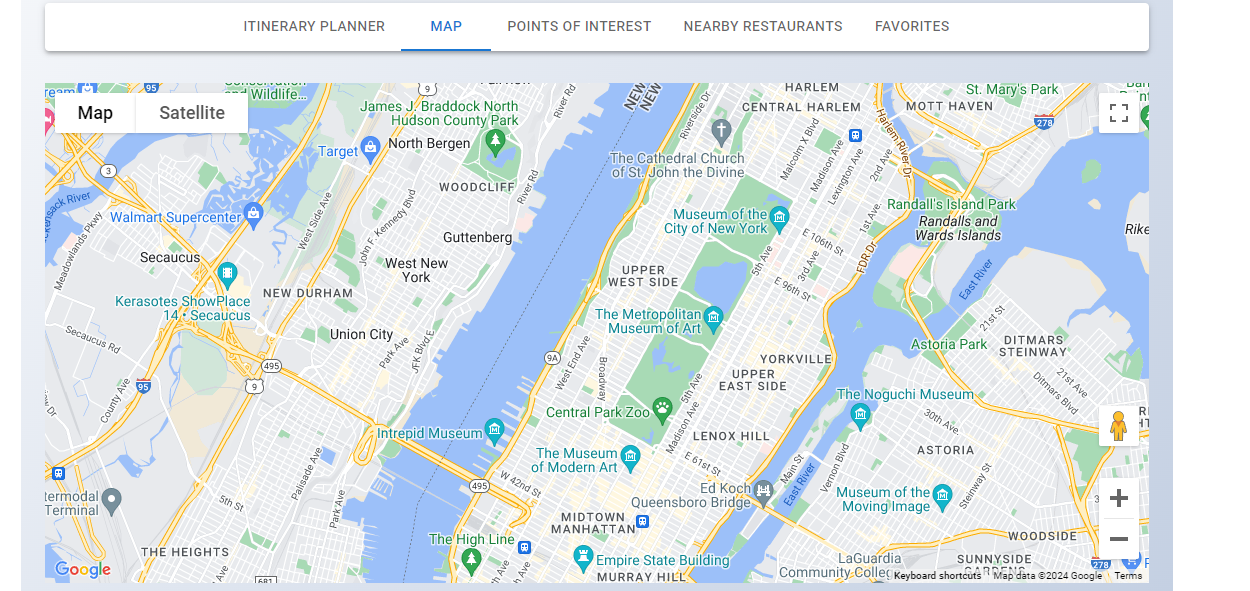 ITINERARY PLANNER
MAP
POINTS OF INTEREST
NEARBY RESTAURANTS
FAVORITES
Map
Satellite
Conservation
and Wildlife...
95
9
NEW
NEW
HARLEM
St. Mary's Park
James J. Braddock North
Hudson County Park
River Rd
Riverside Dr
CENTRAL HARLEM
MOTT HAVEN
278
Target
North Bergen
The Cathedral Church
of St. John the Divine
Malcolm X Blvd
Madison Ave
Lexington Ave
2nd Ave
Harlem River Dr
3
WOODCLIFF
River Rd
Walmart Supercenter
West Side Ave
John F. Kennedy Blvd
Museum of the
City of New York
1st Ave
Randall's Island Park
Randalls and
Wards Islands
Meadowlands Pkwy
Guttenberg
E 106th St
FDR Dr
Secaucus
West New
York
UPPER
WEST SIDE
5th Ave
3rd Ave
East River
Kerasotes ShowPlace
14 • Secaucus
NEW DURHAM
E 96th St
The Metropolitan
Museum of Art
21st St
Secaucus Rd
Union City
Park Ave
JFK Blvd E
Astoria Park
DITMARS
STEINWAY
495
9A
West End Ave
Broadway
YORKVILLE
UPPER
EAST SIDE
21st Ave
Ditmars Blvd
95
9
County Ave
5th Ave
The Noguchi Museum
Central Park Zoo
Madison Ave
30th Ave
Intrepid Museum
LENOX HILL
ASTORIA
The Museum
of Modern Art
E 61st St
Main St
Vernon Blvd
Steinway St
Palisade Ave
Park Ave
495
W 42nd St
Ed Koch
Queensboro Bridge
East River
Museum of the
Moving Image
Terminal
MIDTOWN
MANHATTAN
The High Line
WOODSIDE
THE HEIGHTS
Empire State Building
LaGuardia
Community Colleg
SUNNYSIDE
GARDENS
278
Google
681
MURRAY HILL
Keyboard shortcuts
Map data ©2024 Google
Terms